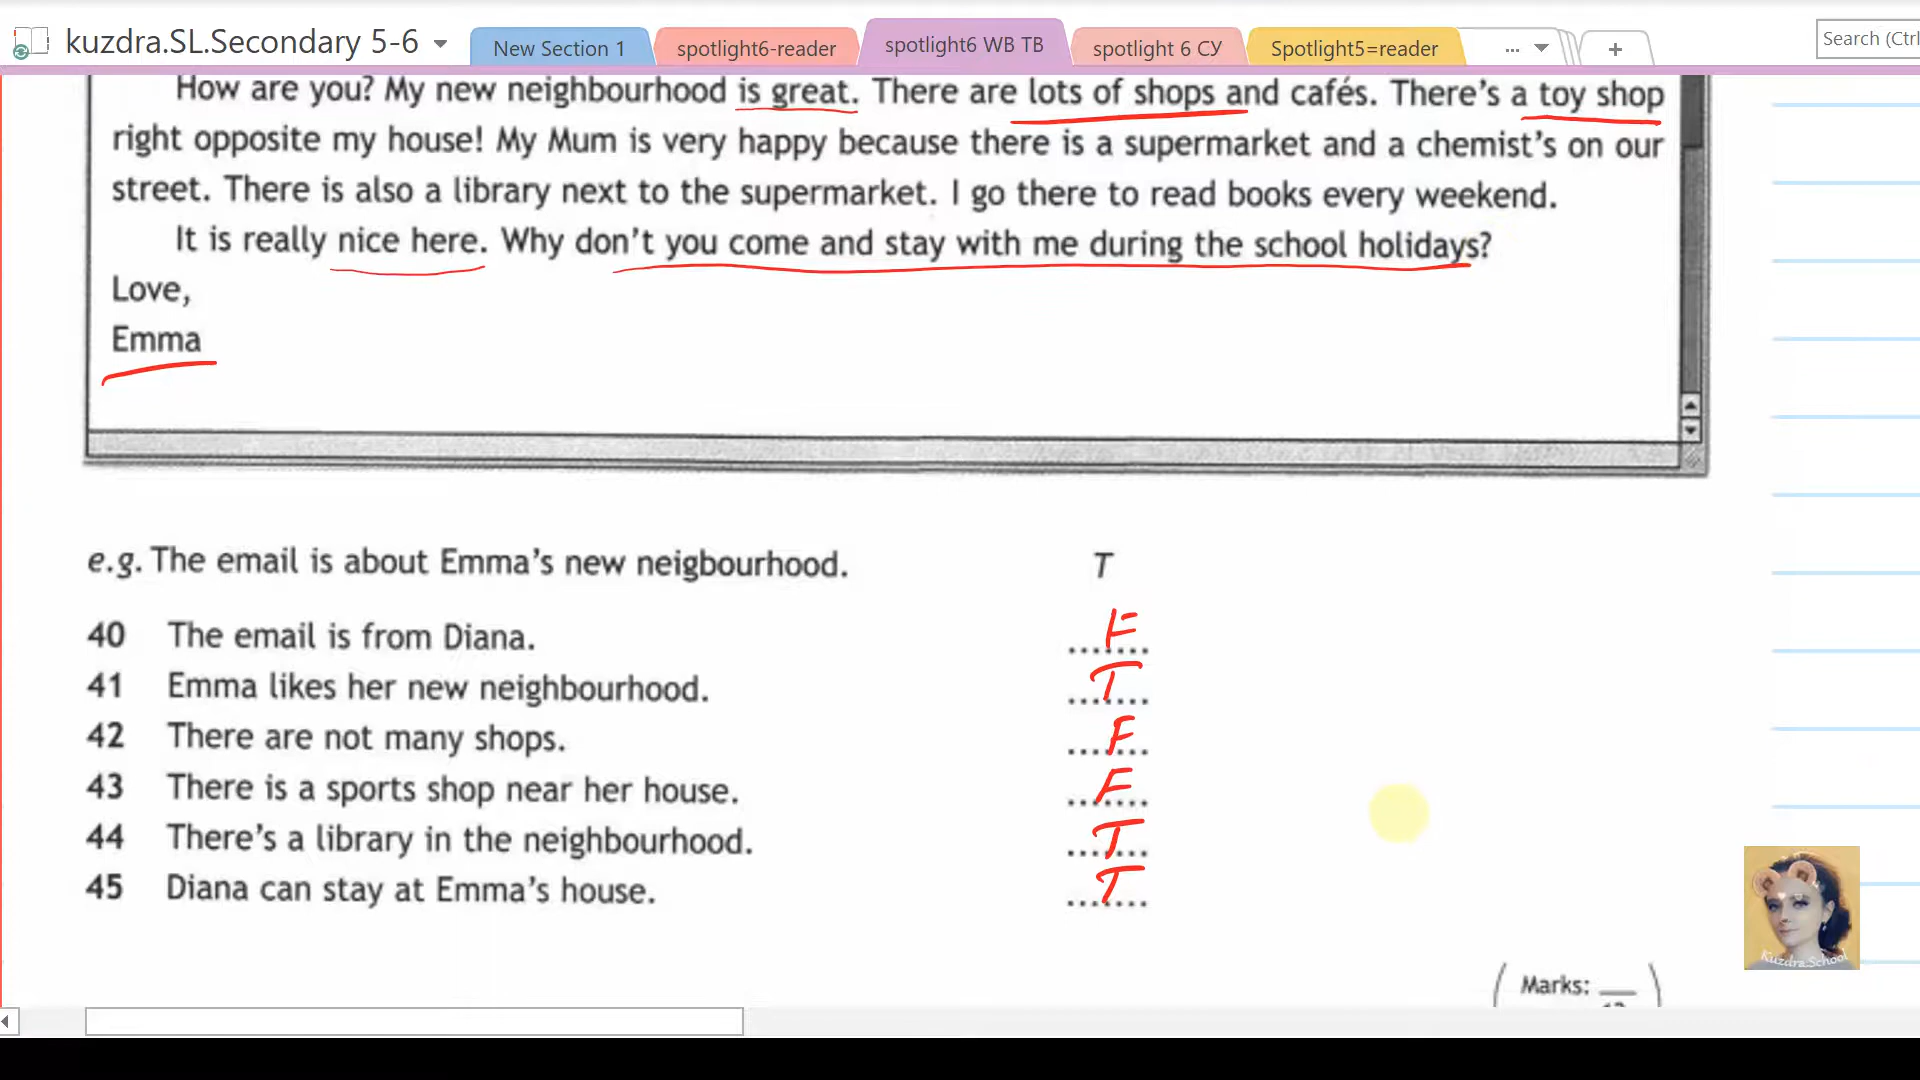 kuzdra.SL.Secondary 5-6
New Section 1
spotlight6-reader
spotlight6 WB TB
spotlight 6 СУ
Spotlight5=reader
...
+
Search (Ctrl
How are you? My new neighbourhood is great. There are lots of shops and cafés. There's a toy shop
right opposite my house! My Mum is very happy because there is a supermarket and a chemist's on our
street. There is also a library next to the supermarket. I go there to read books every weekend.
It is really nice here. Why don't you come and stay with me during the school holidays?
Love,
Emma
e.g. The email is about Emma's new neigbourhood. T
40 The email is from Diana. ....... F
41 Emma likes her new neighbourhood. ....... T
42 There are not many shops. ....... F
43 There is a sports shop near her house. ....... F
44 There's a library in the neighbourhood. ....... T
45 Diana can stay at Emma's house. ....... T
Kuzdra.School
( Marks: __ )